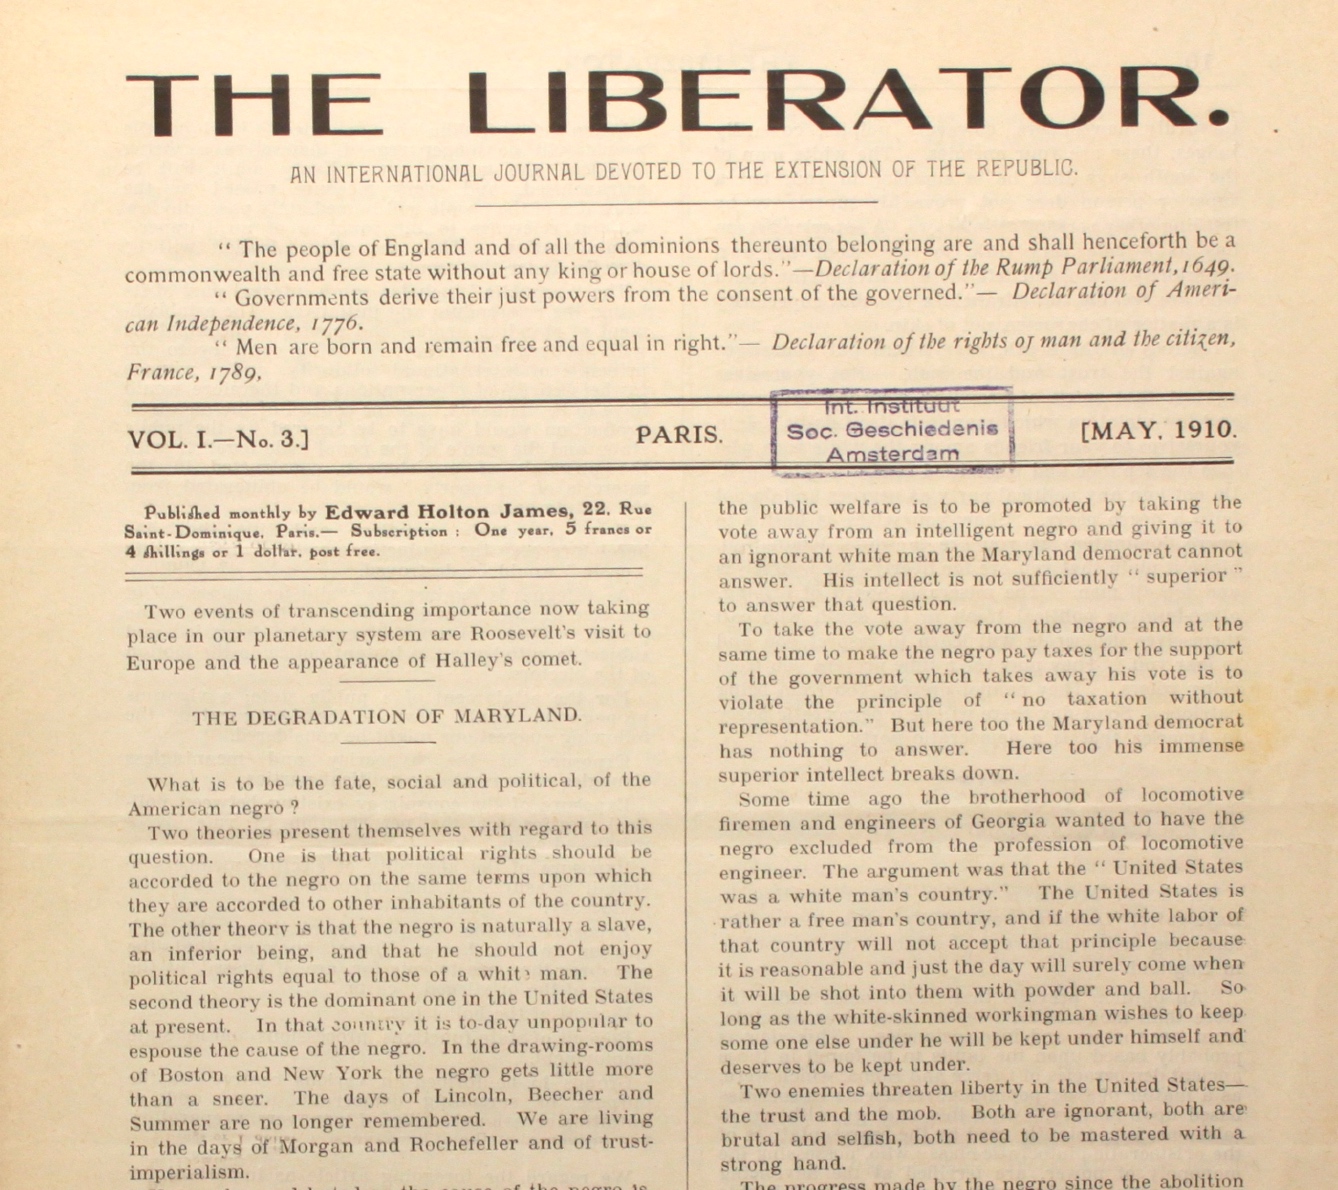 THE LIBERATOR.
AN INTERNATIONAL JOURNAL DEVOTED TO THE EXTENSION OF THE REPUBLIC.
“ The people of England and of all the dominions thereunto belonging are and shall henceforth be a
commonwealth and free state without any king or house of lords.”—Declaration of the Rump Parliament, 1649.
“ Governments derive their just powers from the consent of the governed.”— Declaration of Ameri-
can Independence, 1776.
“ Men are born and remain free and equal in right.”— Declaration of the rights of man and the citizen,
France, 1789,
VOL. I.—No. 3.]
PARIS.
Int. Instituut
Soc. Geschiedenis
Amsterdam
[MAY. 1910.
Published monthly by Edward Holton James, 22, Rue
Saint-Dominique, Paris.— Subscription : One year, 5 francs or
4 shillings or 1 dollar, post free.
Two events of transcending importance now taking
place in our planetary system are Roosevelt's visit to
Europe and the appearance of Halley's comet.
THE DEGRADATION OF MARYLAND.
What is to be the fate, social and political, of the
American negro ?
Two theories present themselves with regard to this
question. One is that political rights should be
accorded to the negro on the same terms upon which
they are accorded to other inhabitants of the country.
The other theory is that the negro is naturally a slave,
an inferior being, and that he should not enjoy
political rights equal to those of a white man. The
second theory is the dominant one in the United States
at present. In that country it is to-day unpopular to
espouse the cause of the negro. In the drawing-rooms
of Boston and New York the negro gets little more
than a sneer. The days of Lincoln, Beecher and
Summer are no longer remembered. We are living
in the days of Morgan and Rochefeller and of trust-
imperialism.
the cause of the negro is
the public welfare is to be promoted by taking the
vote away from an intelligent negro and giving it to
an ignorant white man the Maryland democrat cannot
answer. His intellect is not sufficiently “ superior ”
to answer that question.
To take the vote away from the negro and at the
same time to make the negro pay taxes for the support
of the government which takes away his vote is to
violate the principle of “ no taxation without
representation.” But here too the Maryland democrat
has nothing to answer. Here too his immense
superior intellect breaks down.
Some time ago the brotherhood of locomotive
firemen and engineers of Georgia wanted to have the
negro excluded from the profession of locomotive
engineer. The argument was that the “ United States
was a white man's country.” The United States is
rather a free man's country, and if the white labor of
that country will not accept that principle because
it is reasonable and just the day will surely come when
it will be shot into them with powder and ball. So
long as the white-skinned workingman wishes to keep
some one else under he will be kept under himself and
deserves to be kept under.
Two enemies threaten liberty in the United States—
the trust and the mob. Both are ignorant, both are
brutal and selfish, both need to be mastered with a
strong hand.
The progress made by the negro since the abolition